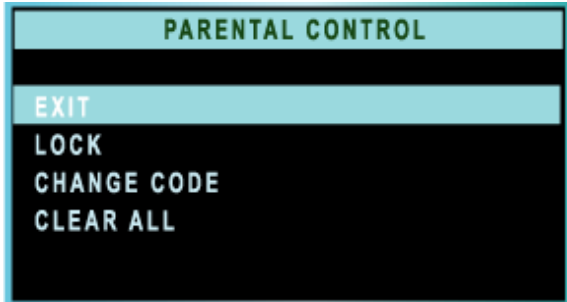 PARENTAL CONTROL
EXIT
LOCK
CHANGE CODE
CLEAR ALL